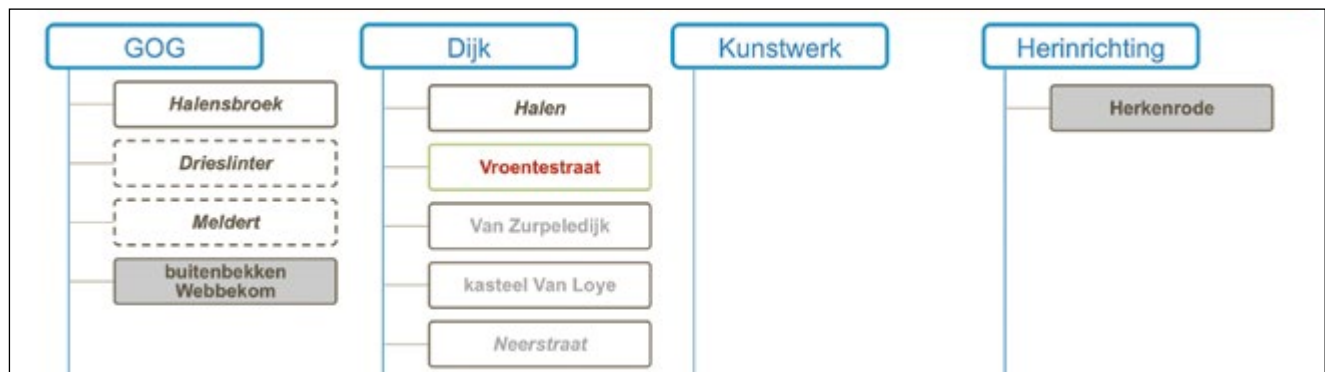 GOG
Halensbroek
Drieslinter
Meldert
buitenbekken
Webbekom
Dijk
Halen
Vroentestraat
Van Zurpeledijk
kasteel Van Loye
Neerstraat
Kunstwerk
Herinrichting
Herkenrode